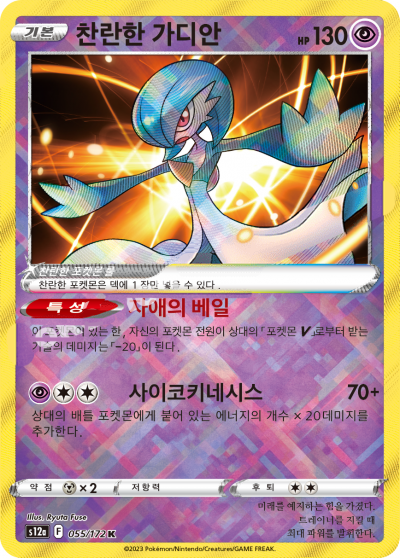 기본 찬란한 가디안 HP 130
찬란한 포켓몬 룰
찬란한 포켓몬은 덱에 1장만 넣을 수 있다.
특성 자애의 베일
이 포켓몬이 있는 한, 자신의 포켓몬 전원이 상대의 「포켓몬 V」로부터 받는
기술의 데미지는 「-20」이 된다.
사이코키네시스 70+
상대의 배틀 포켓몬에게 붙어 있는 에너지의 개수 × 20데미지를
추가한다.
약점 ×2 저항력 후퇴
Illus. Ryuta Fuse
s12a F 055/172 K
미래를 예지하는 힘을 가졌다.
트레이너를 지킬 때
최대 파워를 발휘한다.
©2023 Pokémon/Nintendo/Creatures/GAME FREAK.